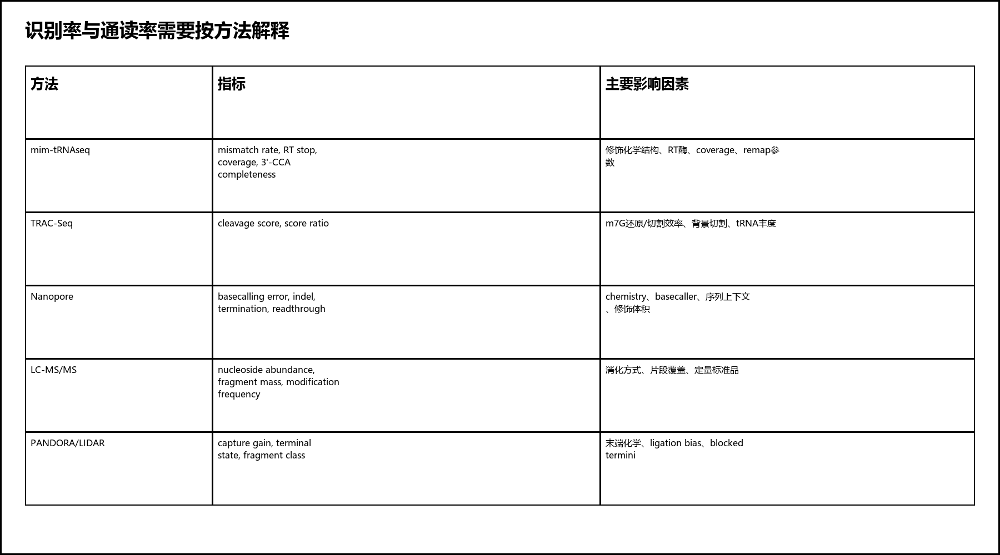 识别率与通读率需要按方法解释
方法
指标
主要影响因素
mim-tRNAseq
mismatch rate, RT stop,
coverage, 3'-CCA
completeness
修饰化学结构、RT酶、coverage、remap参
数
TRAC-Seq
cleavage score, score ratio
m7G还原/切割效率、背景切割、tRNA丰度
Nanopore
basecalling error, indel,
termination, readthrough
chemistry、basecaller、序列上下文
、修饰体积
LC-MS/MS
nucleoside abundance,
fragment mass, modification
frequency
消化方式、片段覆盖、定量标准品
PANDORA/LIDAR
capture gain, terminal
state, fragment class
末端化学、ligation bias、blocked
termini